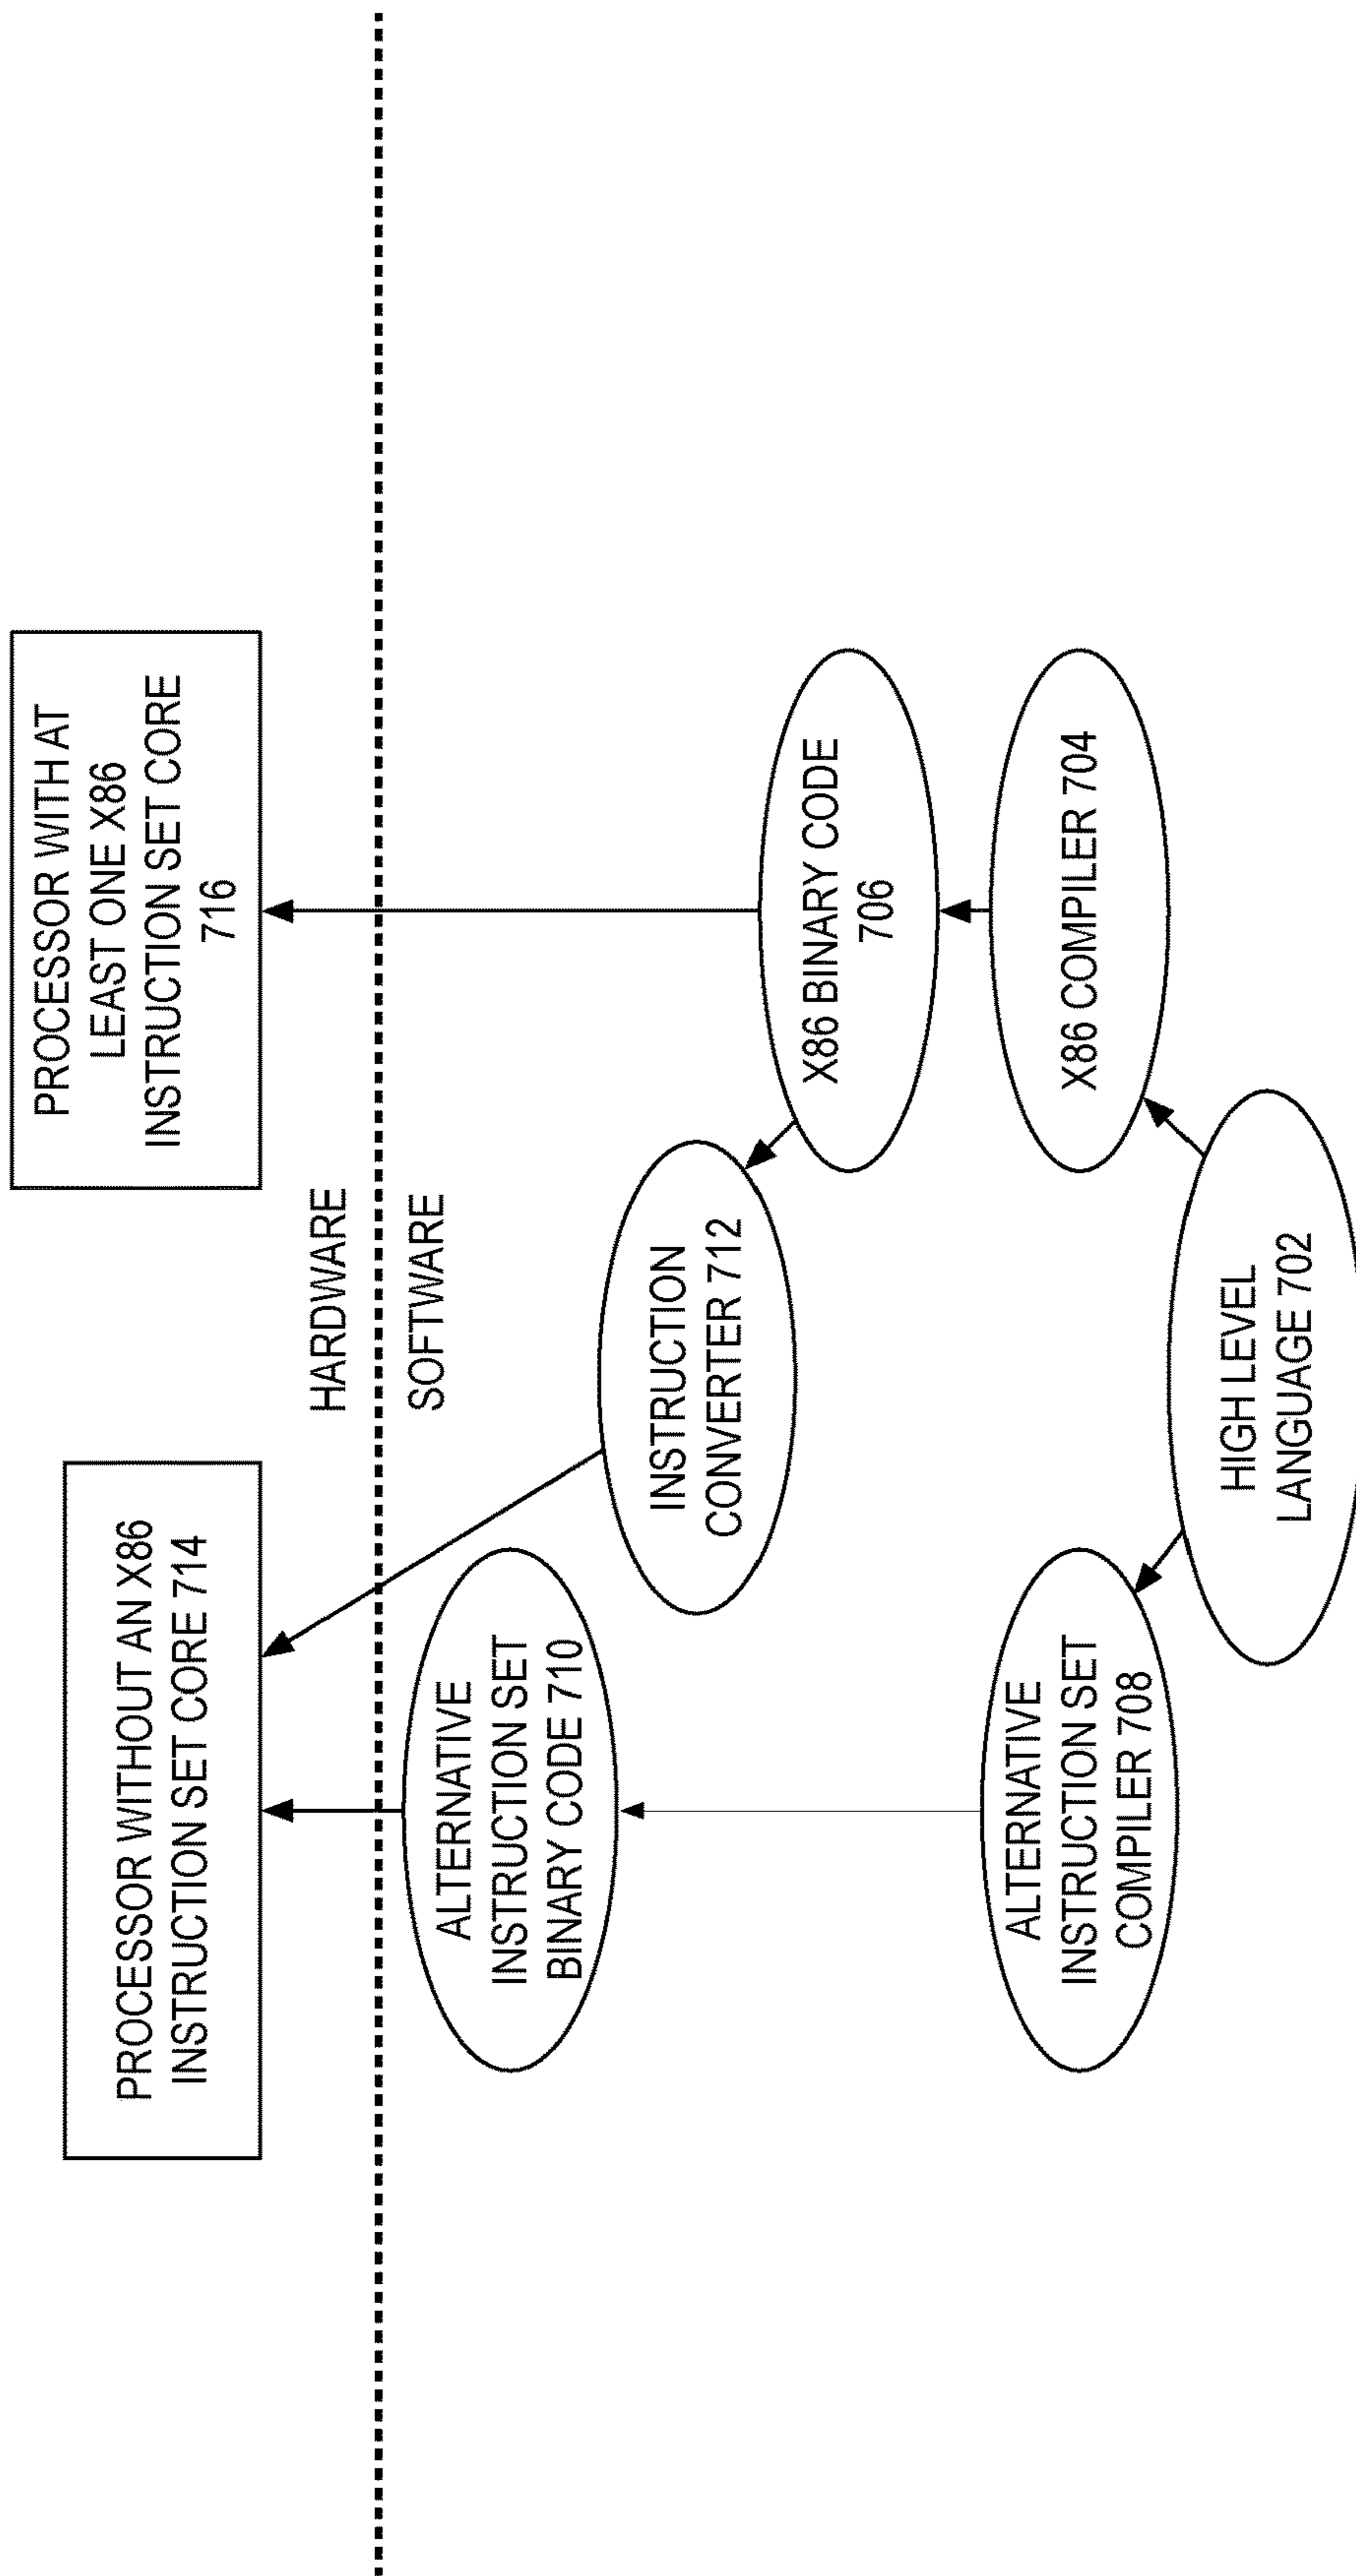 PROCESSOR WITHOUT AN X86
INSTRUCTION SET CORE 714
PROCESSOR WITH AT
LEAST ONE X86
INSTRUCTION SET CORE
716
HARDWARE
SOFTWARE
ALTERNATIVE
INSTRUCTION SET
BINARY CODE 710
INSTRUCTION
CONVERTER 712
X86 BINARY CODE
706
ALTERNATIVE
INSTRUCTION SET
COMPILER 708
X86 COMPILER 704
HIGH LEVEL
LANGUAGE 702